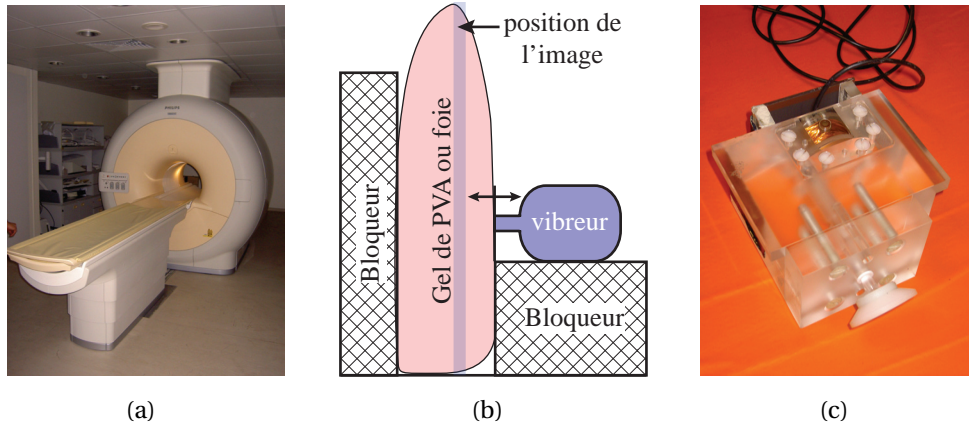 PHILIPS
position de
l'image
Gel de PVA ou foie
Bloqueur
vibreur
Bloqueur
(a)
(b)
(c)